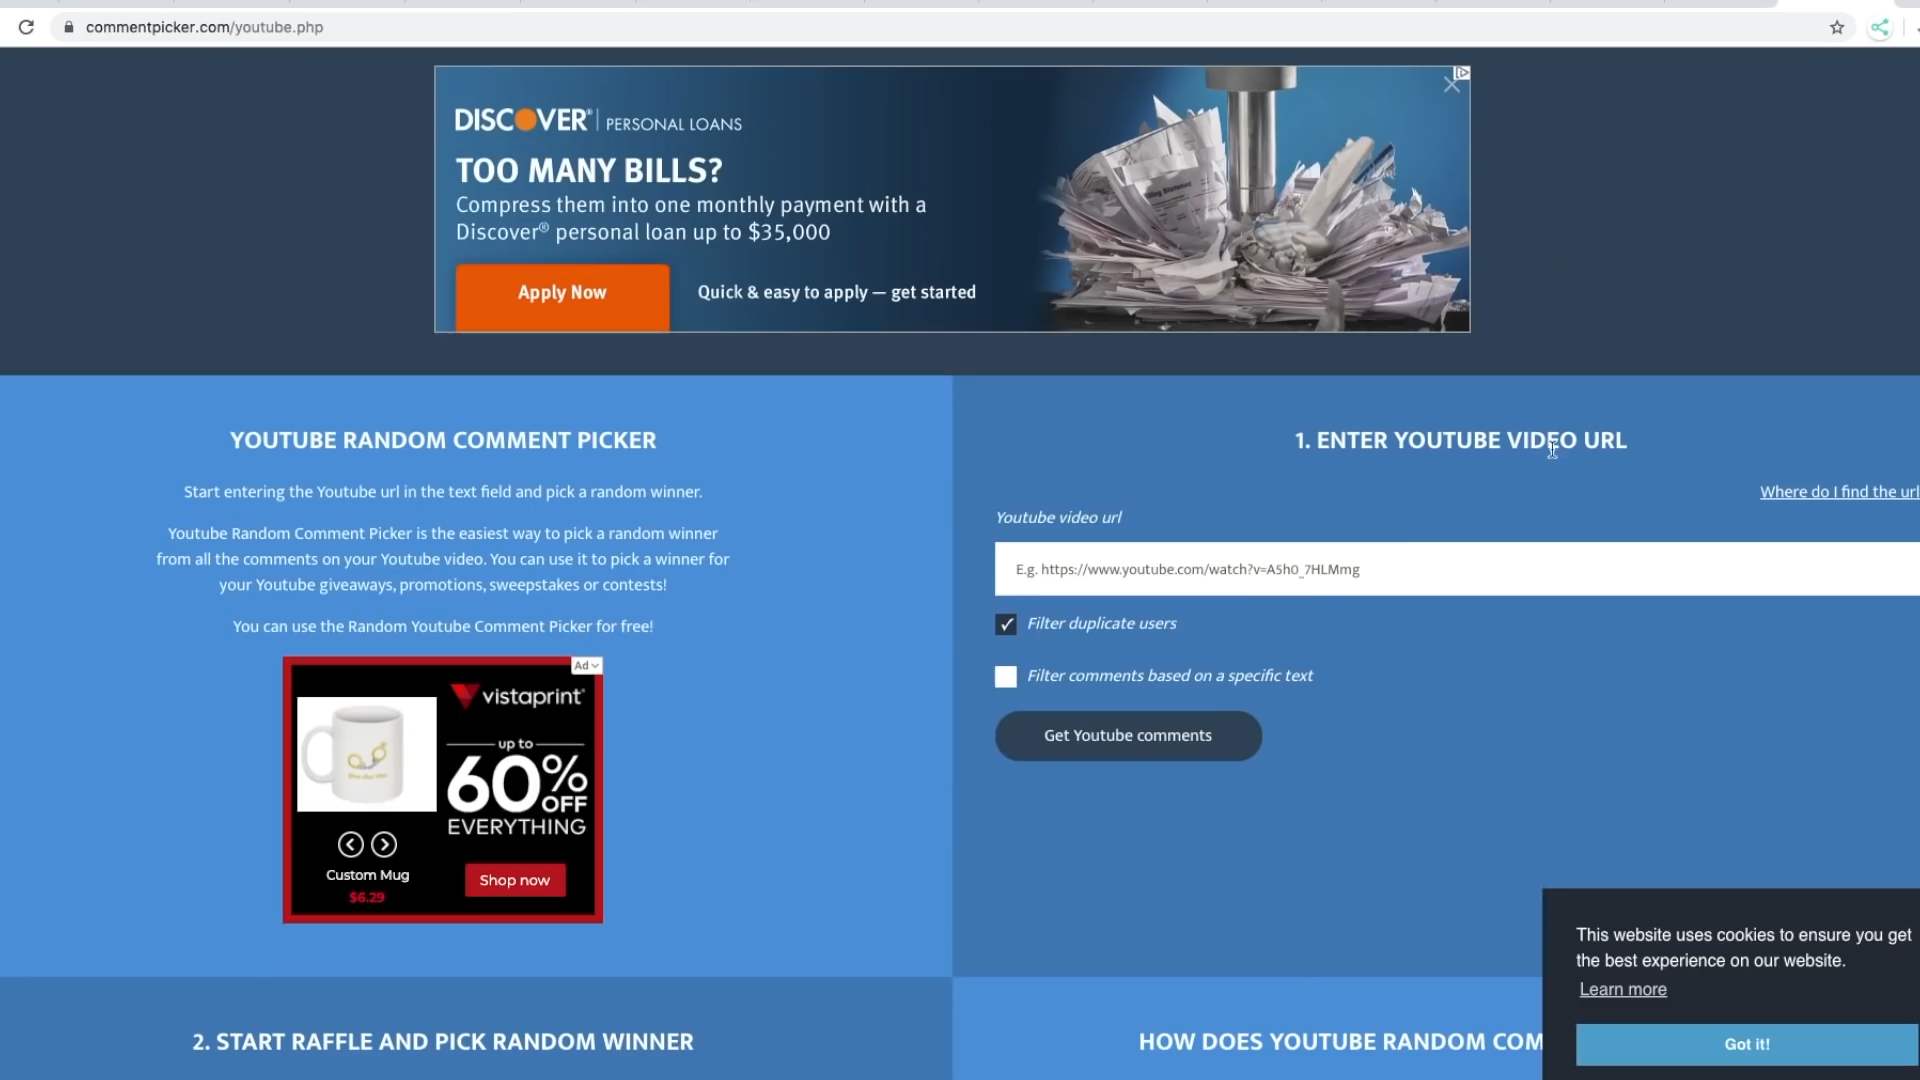 commentpicker.com/youtube.php
DISCOVER® PERSONAL LOANS
TOO MANY BILLS?
Compress them into one monthly payment with a
Discover® personal loan up to $35,000
Apply Now
Quick & easy to apply — get started
YOUTUBE RANDOM COMMENT PICKER
Start entering the Youtube url in the text field and pick a random winner.
Youtube Random Comment Picker is the easiest way to pick a random winner
from all the comments on your Youtube video. You can use it to pick a winner for
your Youtube giveaways, promotions, sweepstakes or contests!
You can use the Random Youtube Comment Picker for free!
Ad
vistaprint®
up to
60%
OFF
EVERYTHING
Custom Mug
$6.29
Shop now
1. ENTER YOUTUBE VIDEO URL
Where do I find the url
Youtube video url
E.g. https://www.youtube.com/watch?v=A5h0_7HLMmg
Filter duplicate users
Filter comments based on a specific text
Get Youtube comments
2. START RAFFLE AND PICK RANDOM WINNER
HOW DOES YOUTUBE RANDOM COM
This website uses cookies to ensure you get
the best experience on our website.
Learn more
Got it!